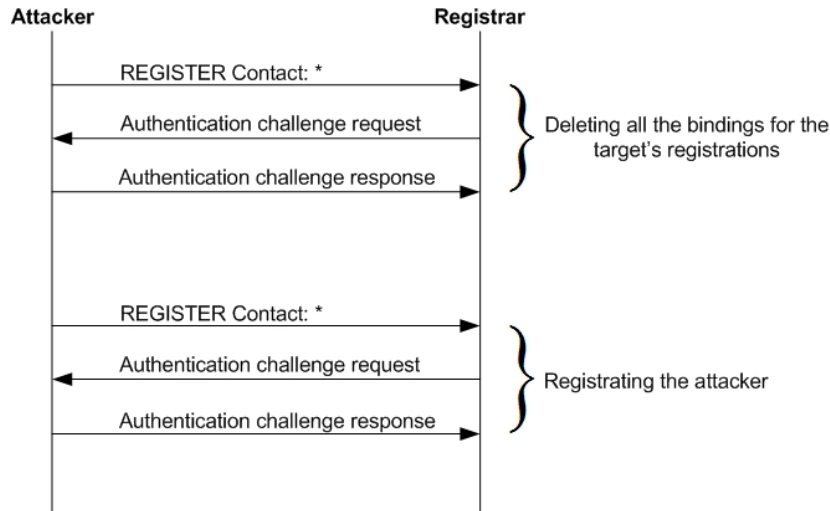 Attacker
Registrar
REGISTER Contact: *
Authentication challenge request
Authentication challenge response
Deleting all the bindings for the
target's registrations
REGISTER Contact: *
Authentication challenge request
Authentication challenge response
Registrating the attacker